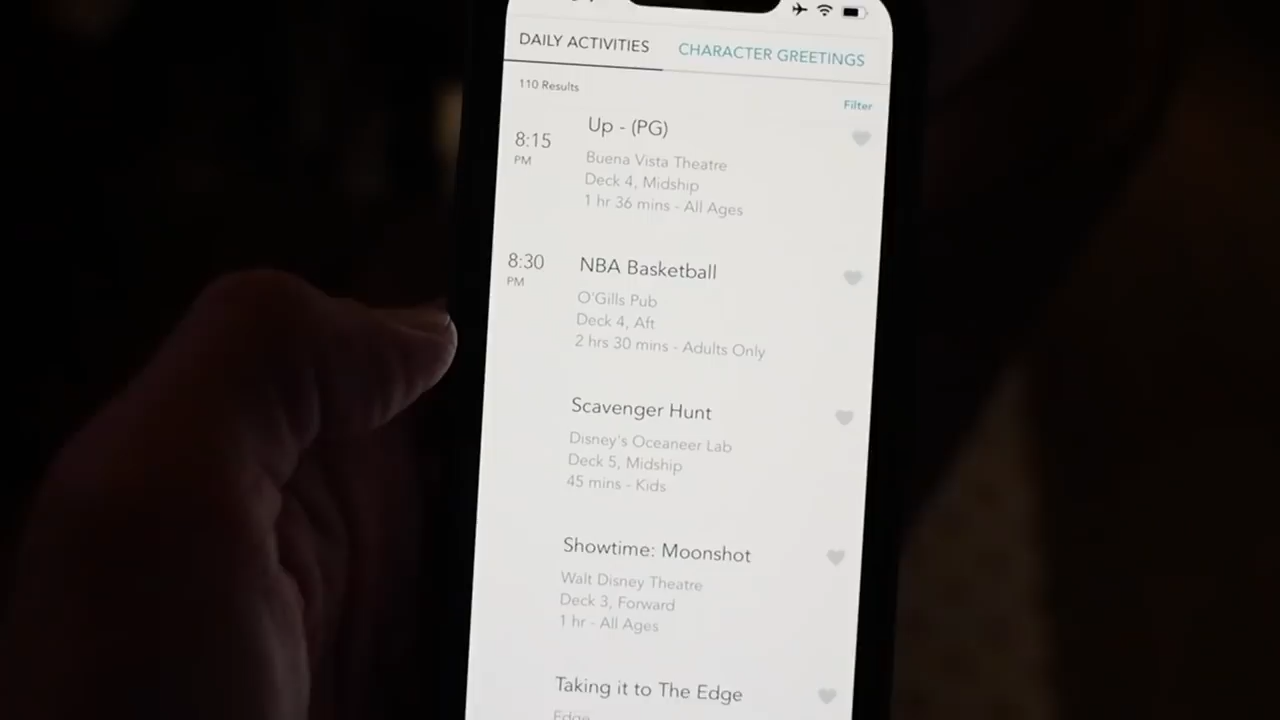 DAILY ACTIVITIES
CHARACTER GREETINGS
110 Results
Filter
8:15
PM
Up - (PG)
Buena Vista Theatre
Deck 4, Midship
1 hr 36 mins - All Ages
8:30
PM
NBA Basketball
O'Gills Pub
Deck 4, Aft
2 hrs 30 mins - Adults Only
Scavenger Hunt
Disney's Oceaneer Lab
Deck 5, Midship
45 mins - Kids
Showtime: Moonshot
Walt Disney Theatre
Deck 3, Forward
1 hr - All Ages
Taking it to The Edge
Edge